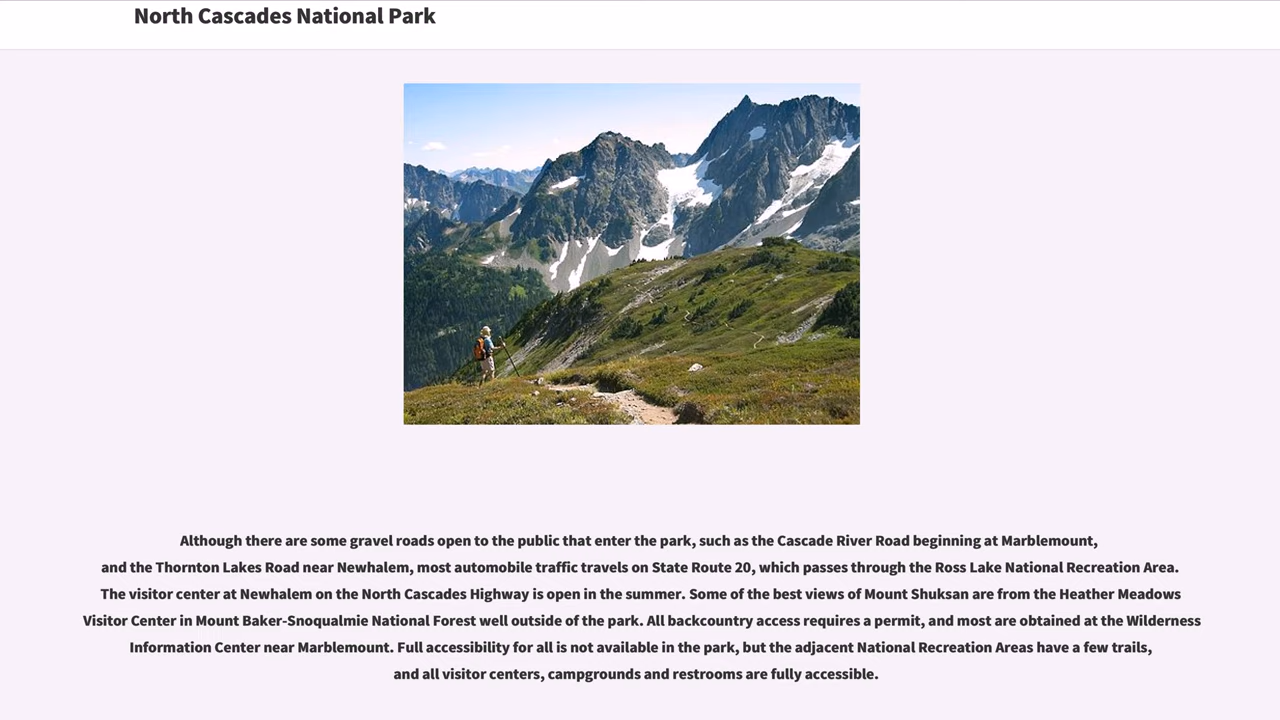 North Cascades National Park
Although there are some gravel roads open to the public that enter the park, such as the Cascade River Road beginning at Marblemount,
and the Thornton Lakes Road near Newhalem, most automobile traffic travels on State Route 20, which passes through the Ross Lake National Recreation Area.
The visitor center at Newhalem on the North Cascades Highway is open in the summer. Some of the best views of Mount Shuksan are from the Heather Meadows
Visitor Center in Mount Baker-Snoqualmie National Forest well outside of the park. All backcountry access requires a permit, and most are obtained at the Wilderness
Information Center near Marblemount. Full accessibility for all is not available in the park, but the adjacent National Recreation Areas have a few trails,
and all visitor centers, campgrounds and restrooms are fully accessible.